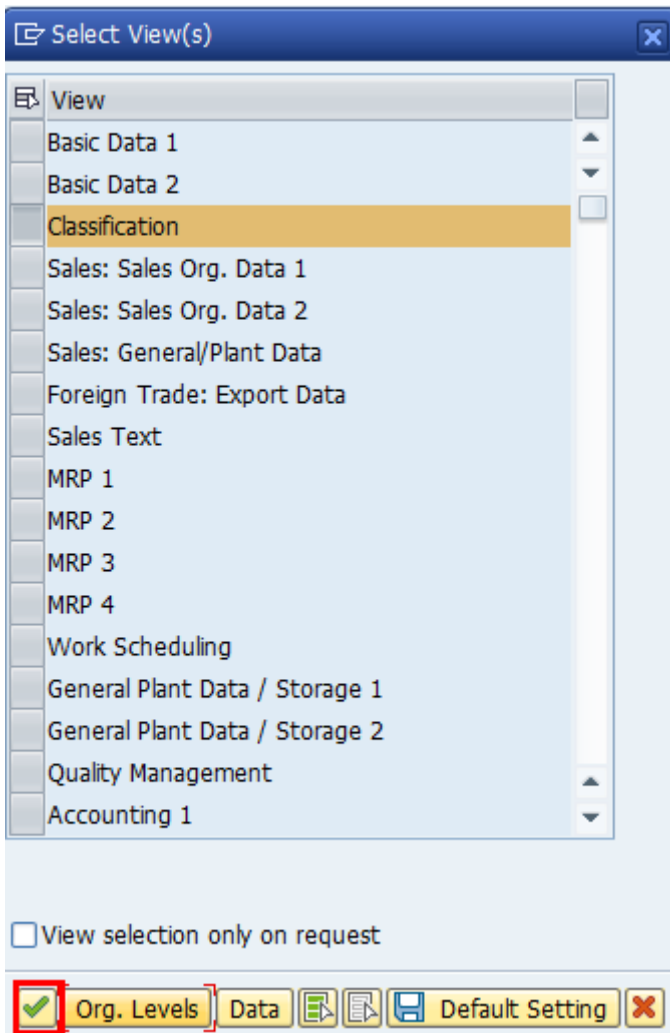 Select View(s)
View
Basic Data 1
Basic Data 2
Classification
Sales: Sales Org. Data 1
Sales: Sales Org. Data 2
Sales: General/Plant Data
Foreign Trade: Export Data
Sales Text
MRP 1
MRP 2
MRP 3
MRP 4
Work Scheduling
General Plant Data / Storage 1
General Plant Data / Storage 2
Quality Management
Accounting 1
View selection only on request
Org. Levels Data Default Setting